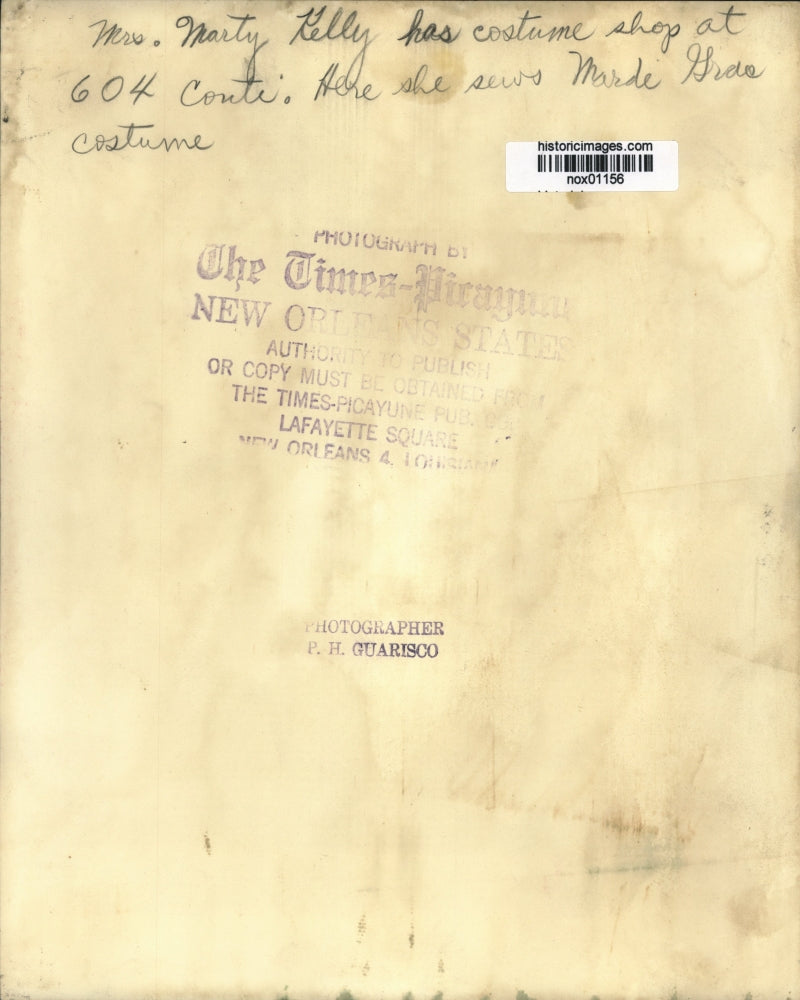 Mrs. Marty Kelly has costume shop at
604 Conti. Here she sews Marde Gras
costume
historicimages.com
nox01156
PHOTOGRAPH BY
The Times-Picayune
NEW ORLEANS STATES
AUTHORITY TO PUBLISH
OR COPY MUST BE OBTAINED FROM
THE TIMES-PICAYUNE PUB. CO.
LAFAYETTE SQUARE
NEW ORLEANS 4, LOUISIANA
PHOTOGRAPHER
P. H. GUARISCO